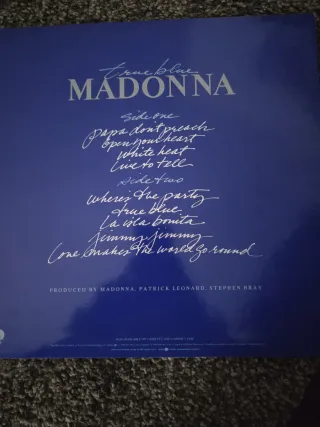 true blue
MADONNA
side one
papa don't preach
open your heart
white heat
live to tell
side two
where's the party
true blue
la isla bonita
jimmy jimmy
love makes the world go round
PRODUCED BY MADONNA, PATRICK LEONARD, STEPHEN BRAY